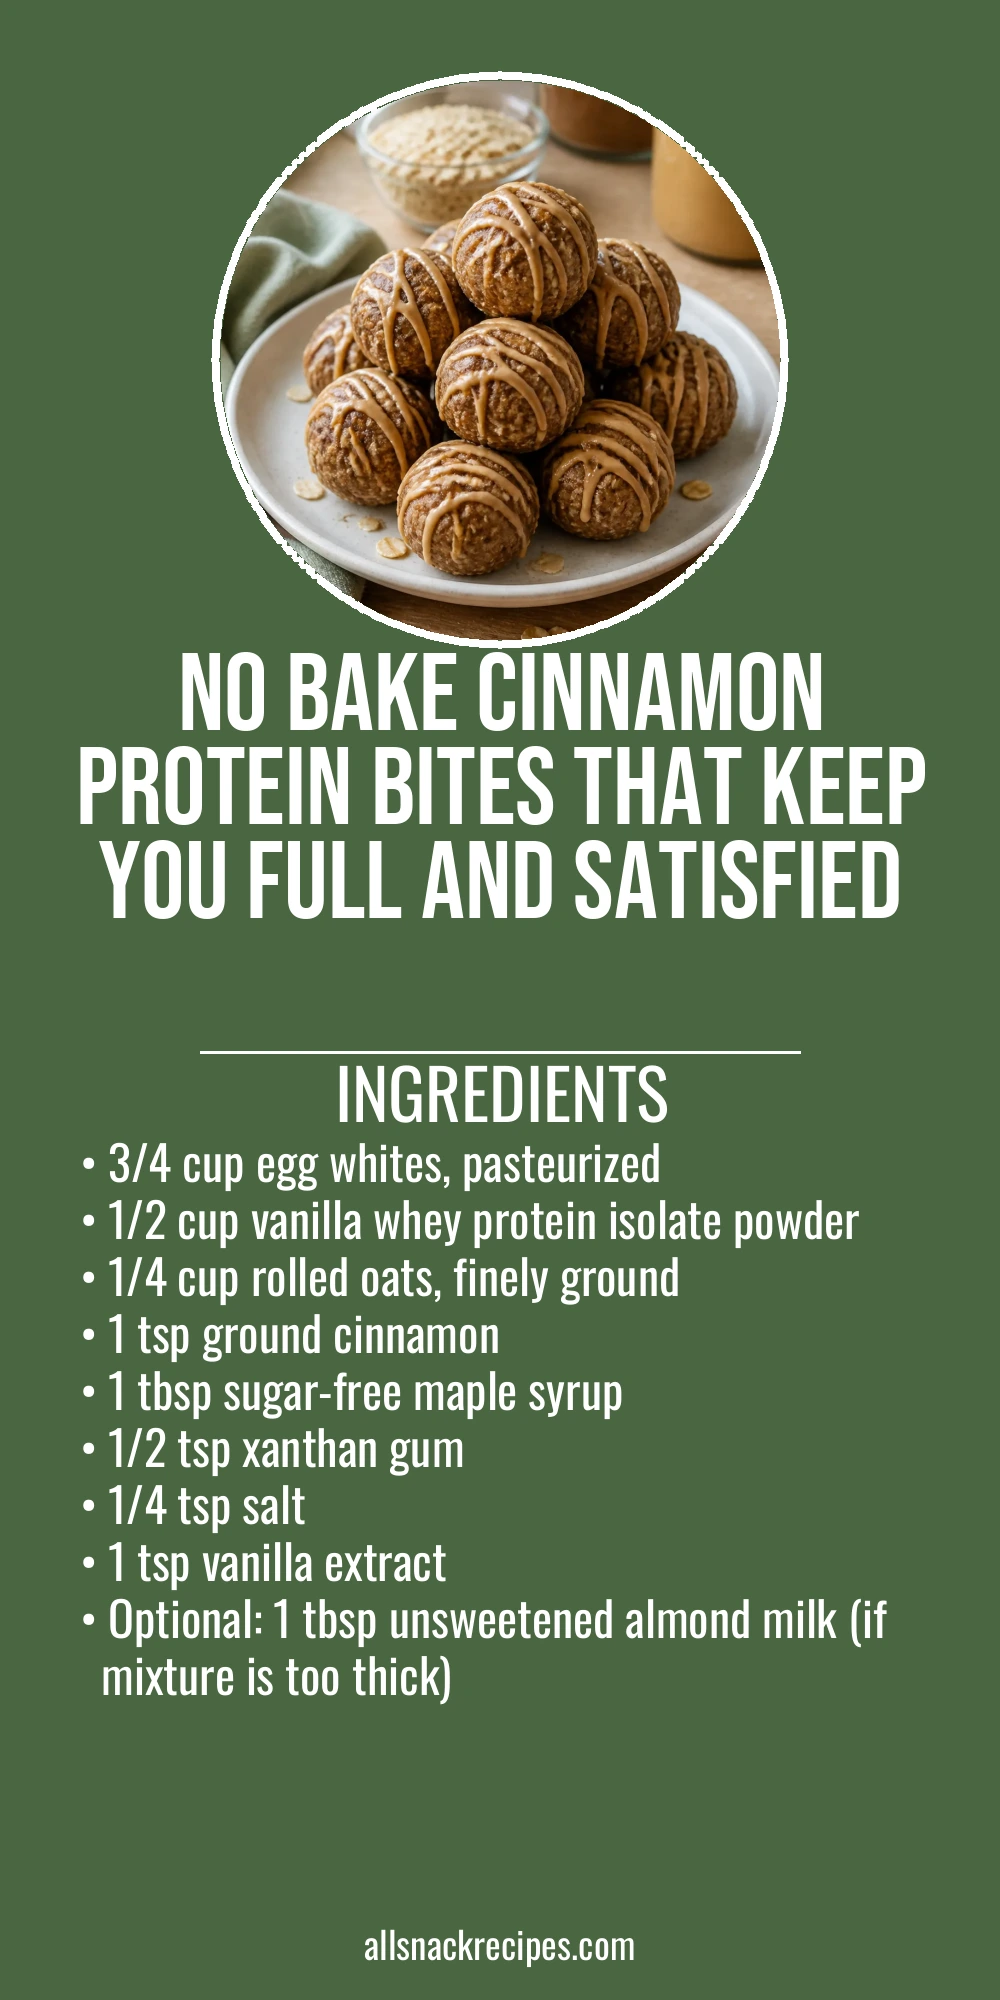 NO BAKE CINNAMON
PROTEIN BITES THAT KEEP
YOU FULL AND SATISFIED
INGREDIENTS
• 3/4 cup egg whites, pasteurized
• 1/2 cup vanilla whey protein isolate powder
• 1/4 cup rolled oats, finely ground
• 1 tsp ground cinnamon
• 1 tbsp sugar-free maple syrup
• 1/2 tsp xanthan gum
• 1/4 tsp salt
• 1 tsp vanilla extract
• Optional: 1 tbsp unsweetened almond milk (if
mixture is too thick)
allsnackrecipes.com